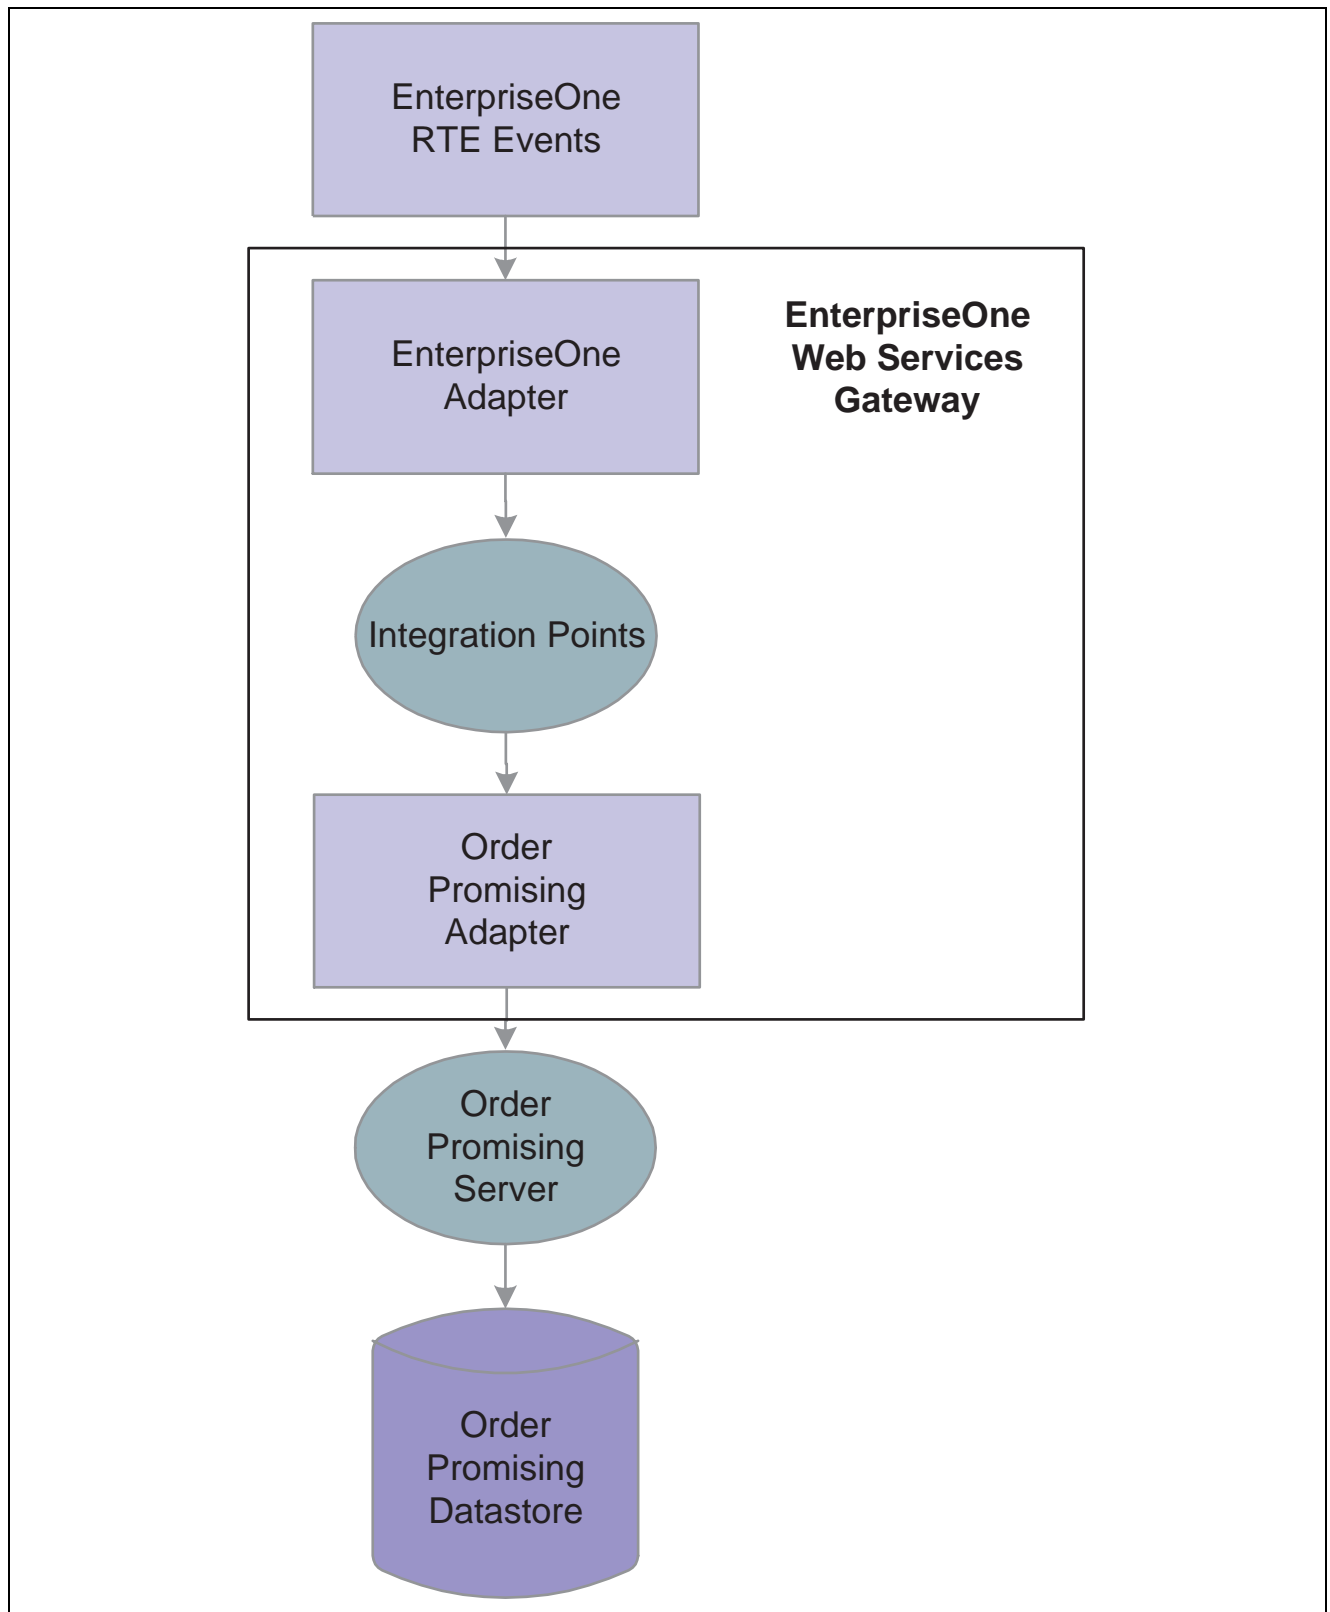 EnterpriseOne
RTE Events
EnterpriseOne
Adapter
EnterpriseOne
Web Services
Gateway
Integration Points
Order
Promising
Adapter
Order
Promising
Server
Order
Promising
Datastore